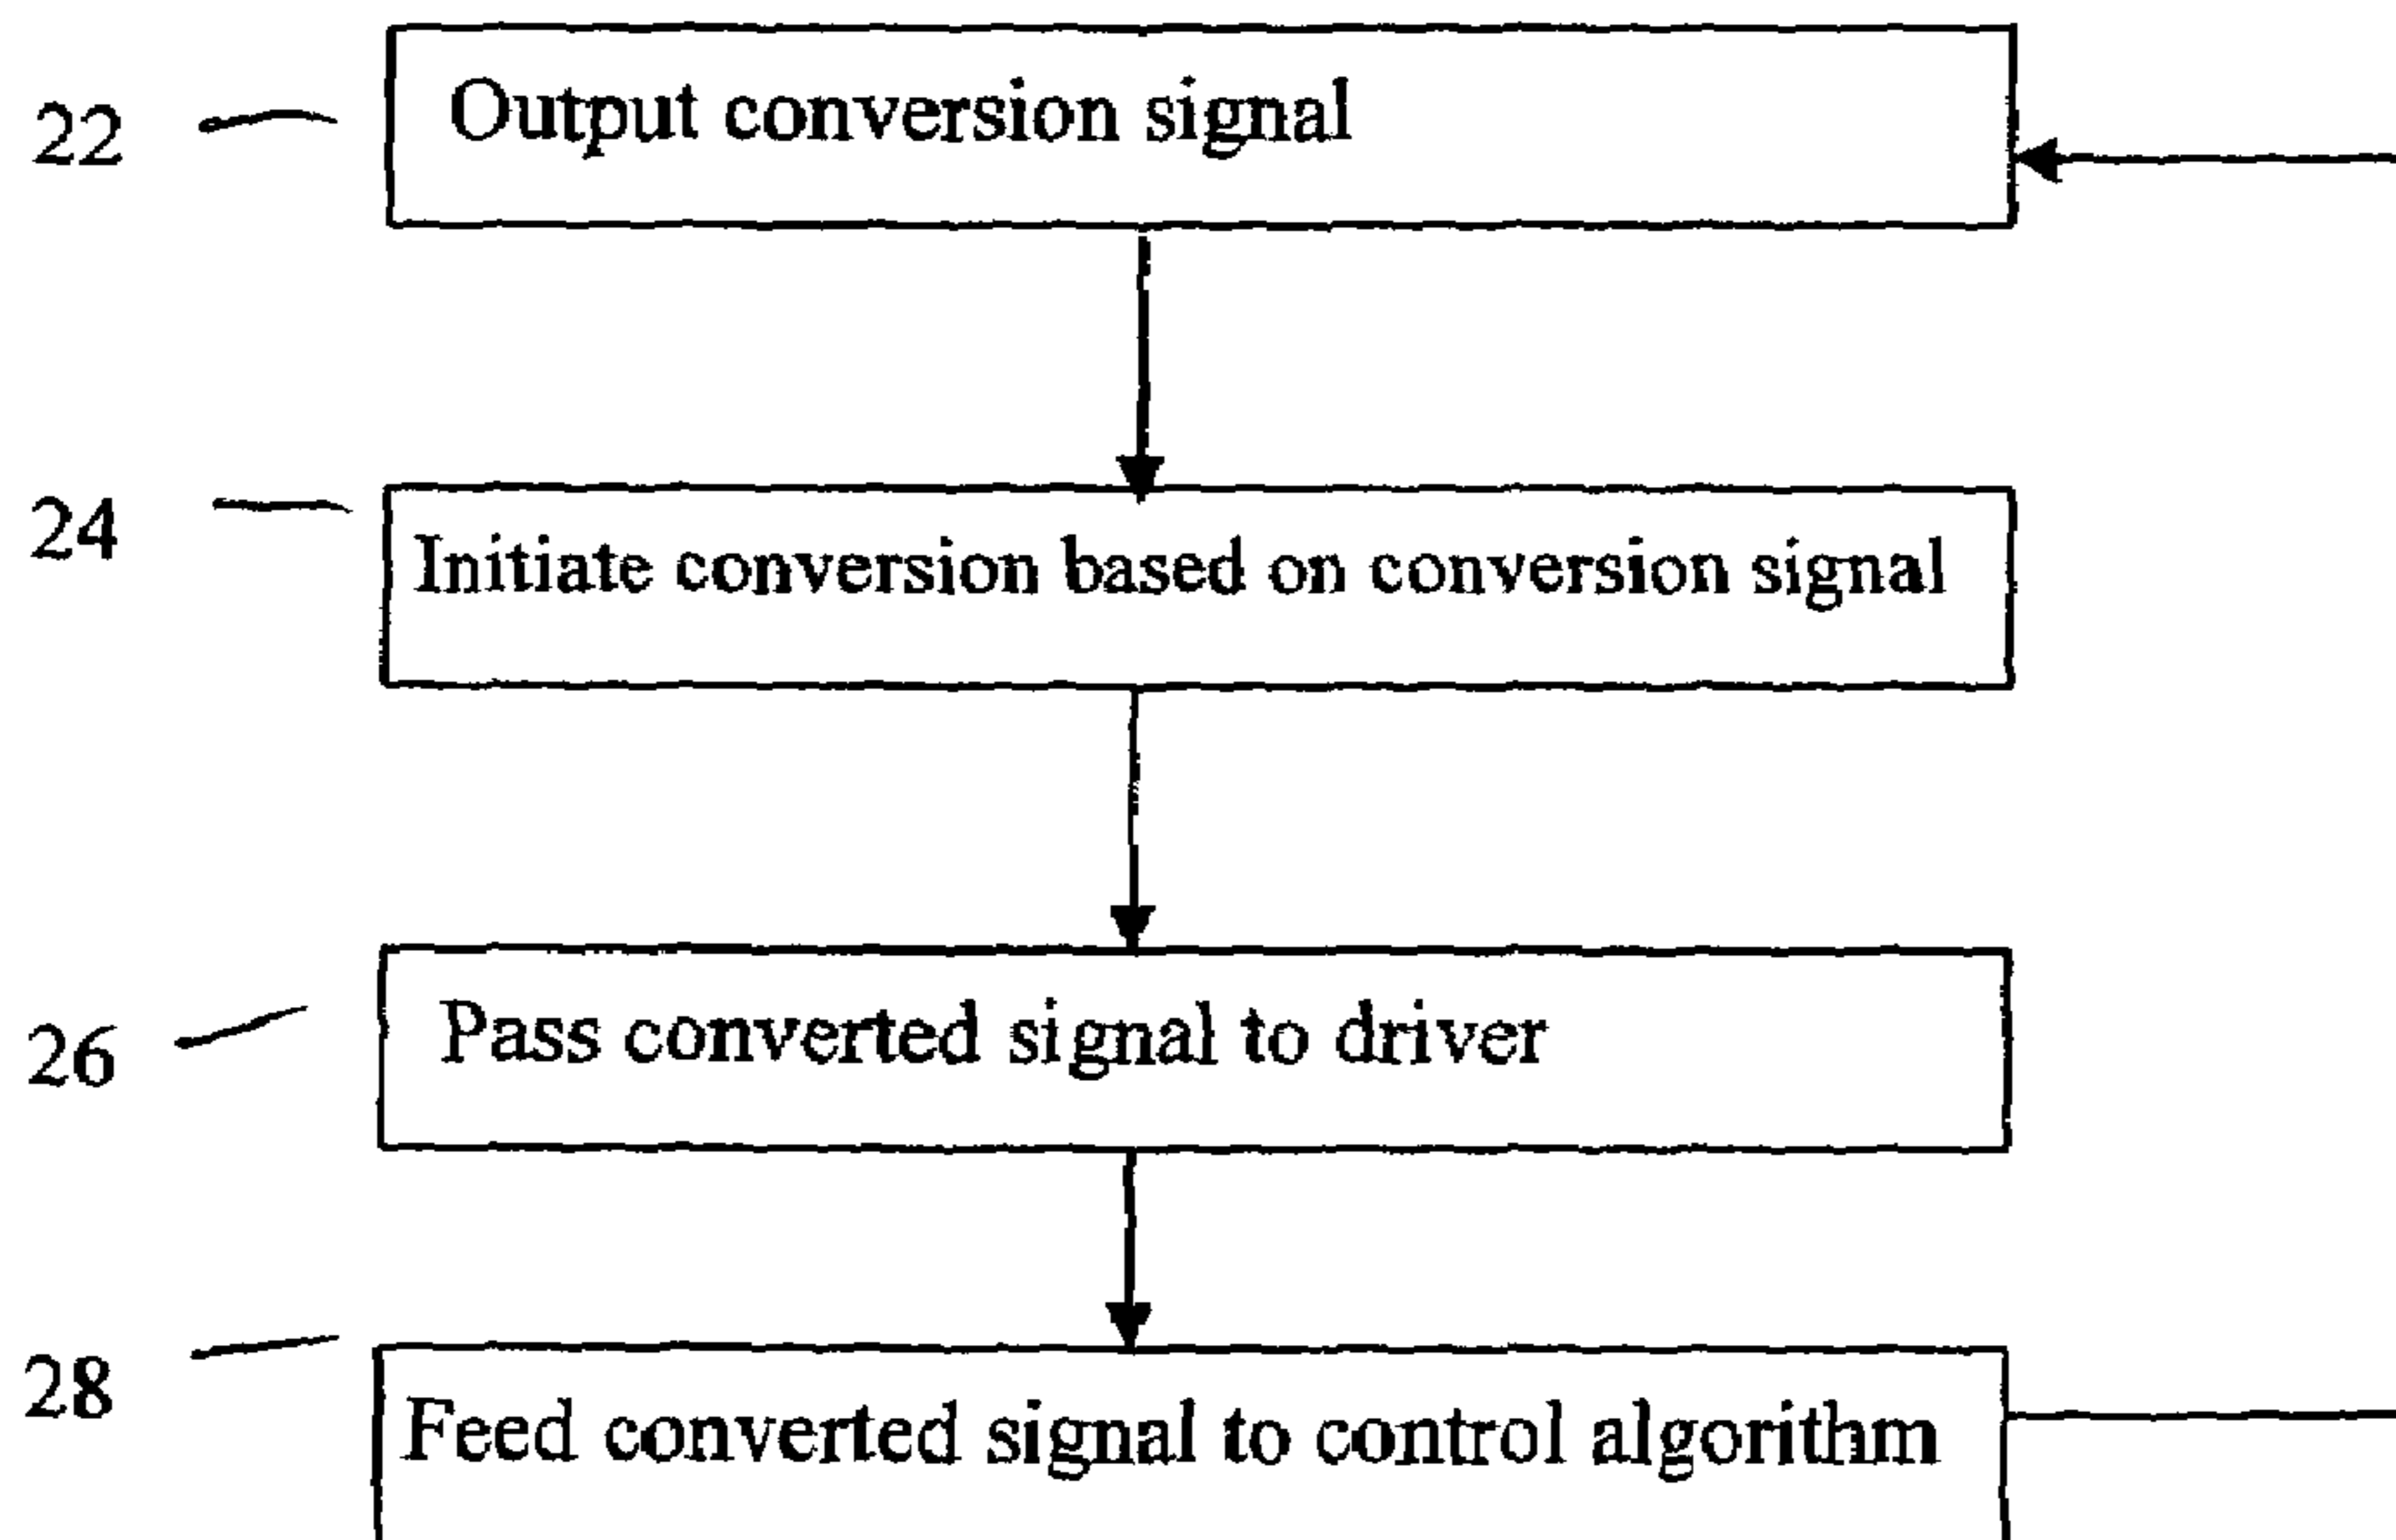 22 Output conversion signal
24 Initiate conversion based on conversion signal
26 Pass converted signal to driver
28 Feed converted signal to control algorithm